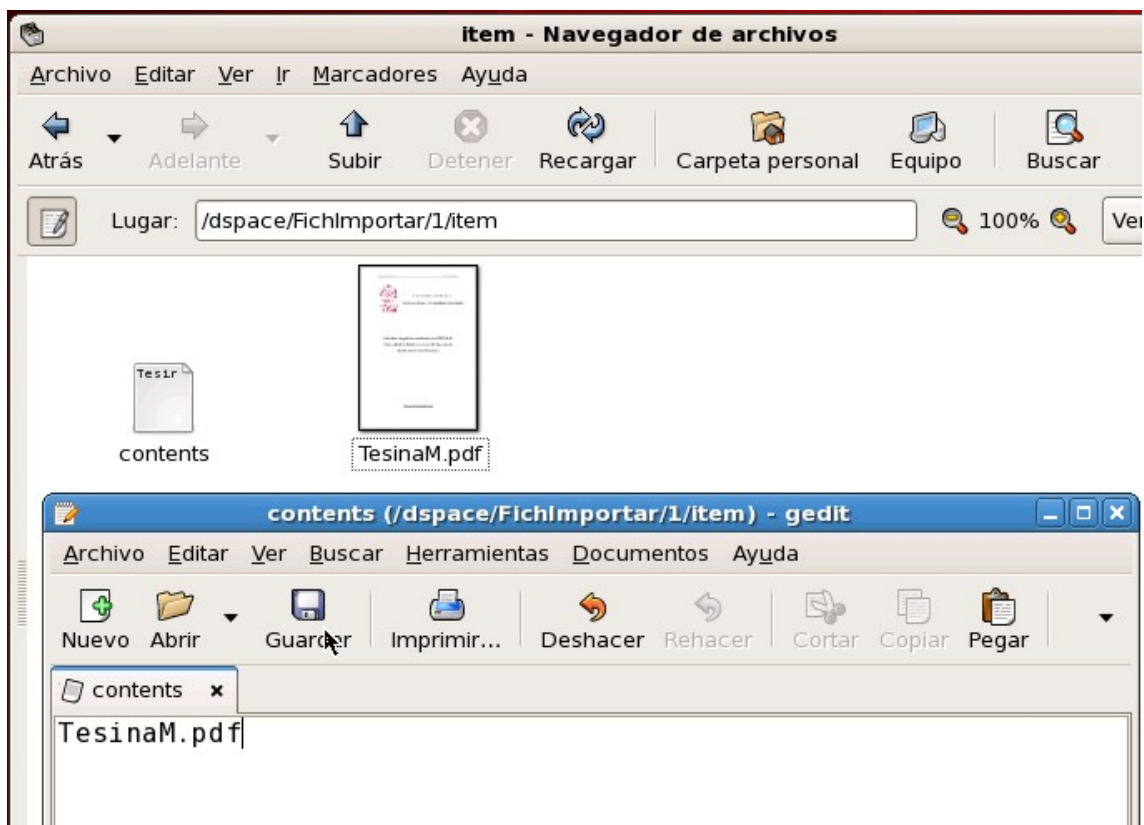 item - Navegador de archivos
Archivo Editar Ver Ir Marcadores Ayuda
Atrás Adelante Subir Detener Recargar Carpeta personal Equipo Buscar
Lugar: /dspace/FichImportar/1/item 100% Ver
Tesir
contents TesinaM.pdf
contents (/dspace/FichImportar/1/item) - gedit
Archivo Editar Ver Buscar Herramientas Documentos Ayuda
Nuevo Abrir Guardar Imprimir... Deshacer Rehacer Cortar Copiar Pegar
contents
TesinaM.pdf